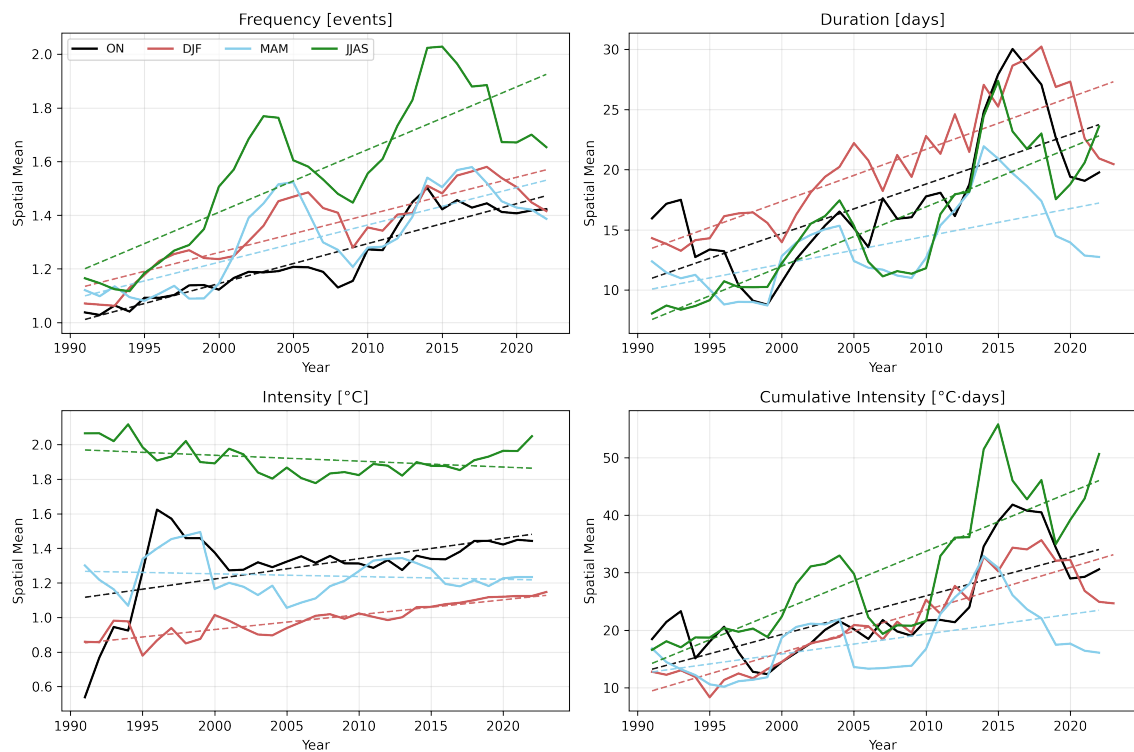 Frequency [events]
ON DJF MAM JJAS
Spatial Mean
2.0
1.8
1.6
1.4
1.2
1.0
1990 1995 2000 2005 2010 2015 2020
Year
Duration [days]
Spatial Mean
30
25
20
15
10
1990 1995 2000 2005 2010 2015 2020
Year
Intensity [°C]
Spatial Mean
2.0
1.8
1.6
1.4
1.2
1.0
0.8
0.6
1990 1995 2000 2005 2010 2015 2020
Year
Cumulative Intensity [°C·days]
Spatial Mean
50
40
30
20
10
1990 1995 2000 2005 2010 2015 2020
Year